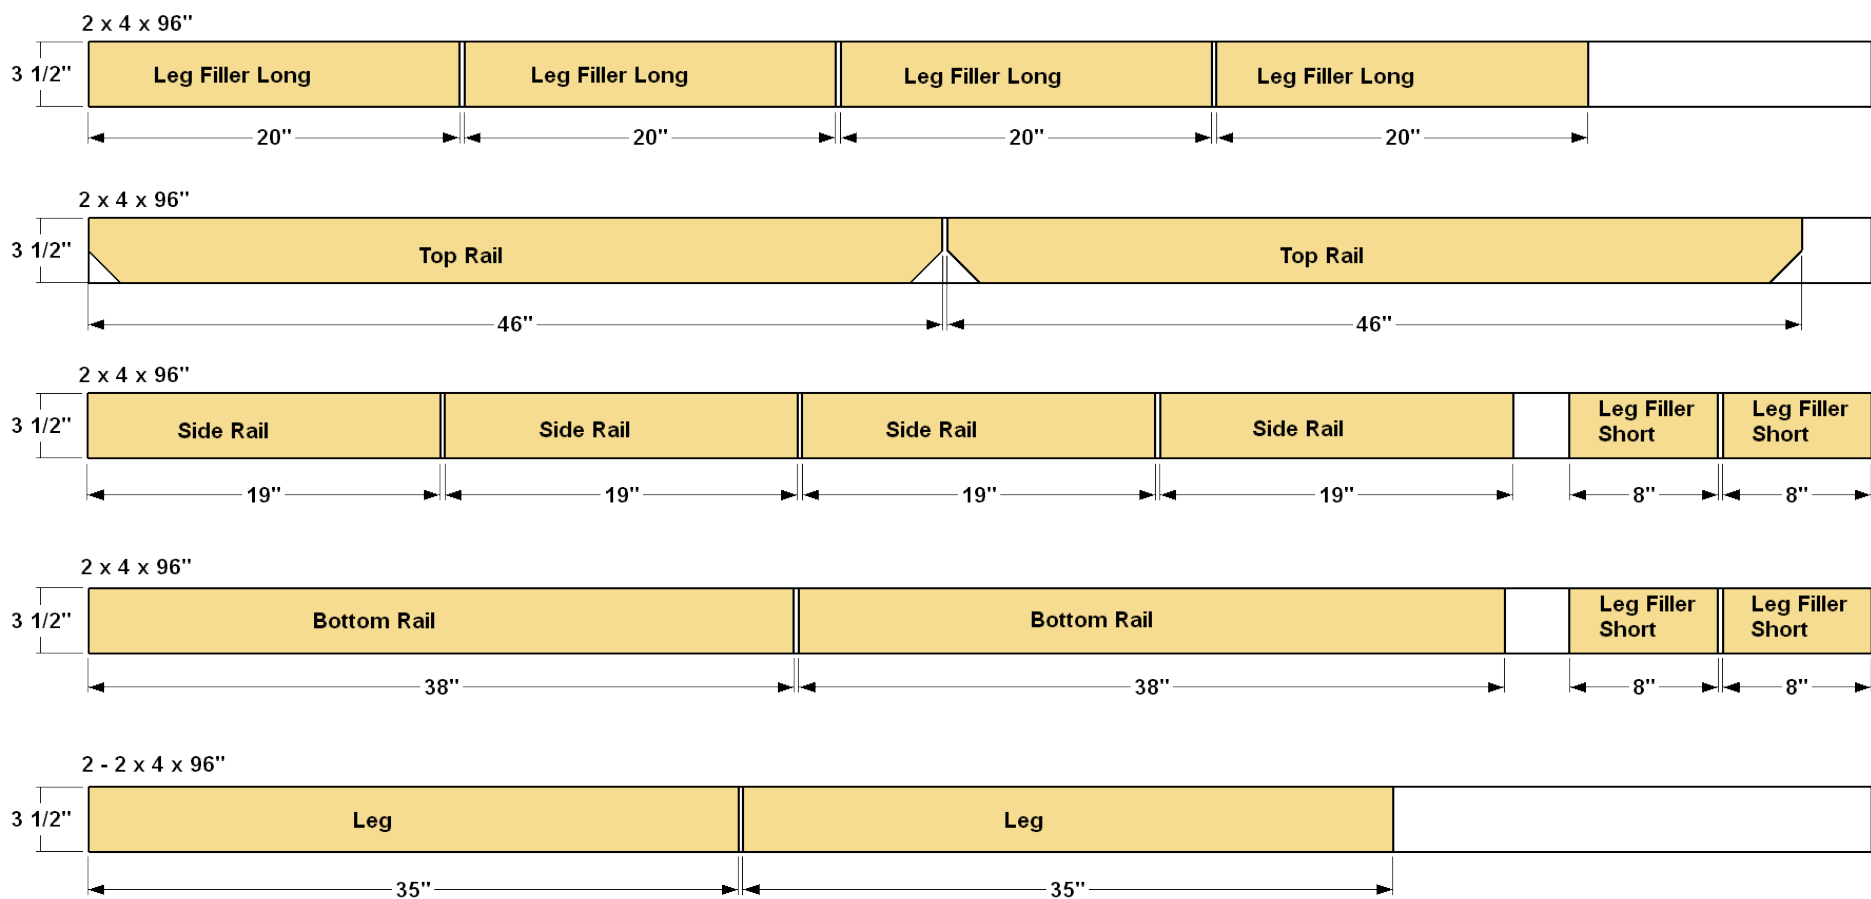 2 x 4 x 96"
3 1/2"
Leg Filler Long
Leg Filler Long
Leg Filler Long
Leg Filler Long
20"
20"
20"
20"
2 x 4 x 96"
3 1/2"
Top Rail
Top Rail
46"
46"
2 x 4 x 96"
3 1/2"
Side Rail
Side Rail
Side Rail
Side Rail
Leg Filler
Short
Leg Filler
Short
19"
19"
19"
19"
8"
8"
2 x 4 x 96"
3 1/2"
Bottom Rail
Bottom Rail
Leg Filler
Short
Leg Filler
Short
38"
38"
8"
8"
2 - 2 x 4 x 96"
3 1/2"
Leg
Leg
35"
35"